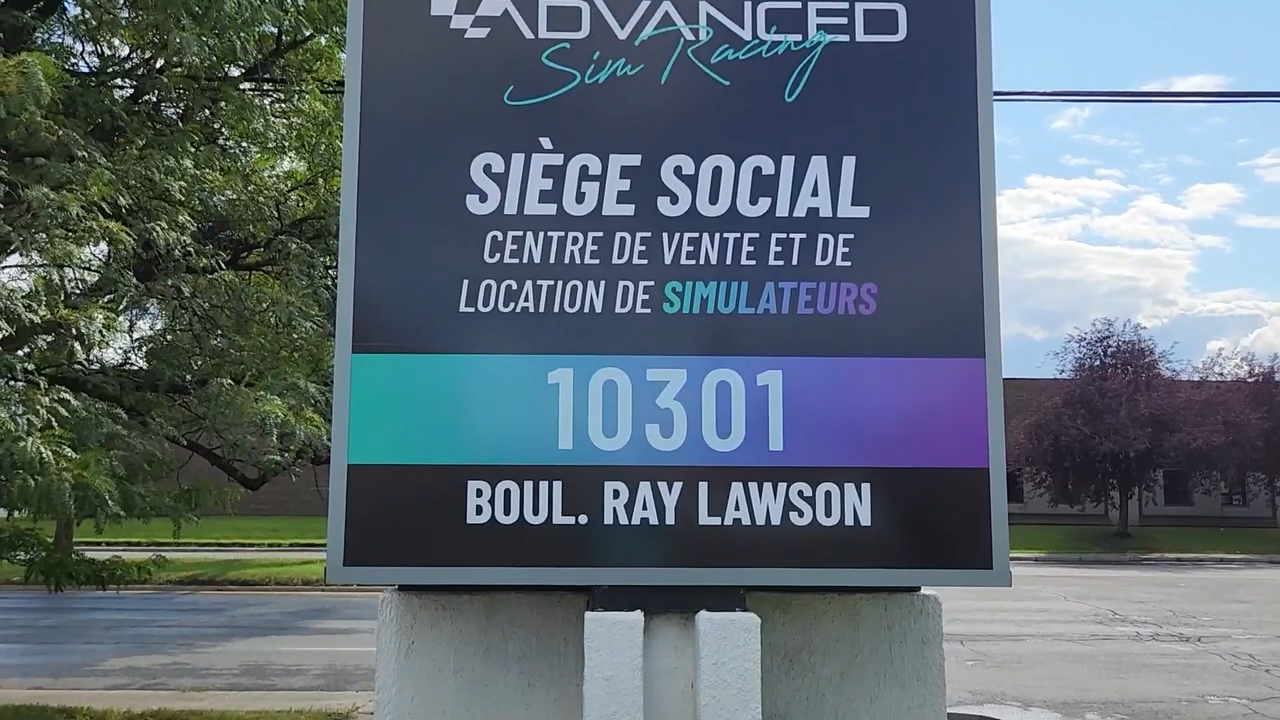 ADVANCED
Sim Racing
SIÈGE SOCIAL
CENTRE DE VENTE ET DE
LOCATION DE SIMULATEURS
10301
BOUL. RAY LAWSON